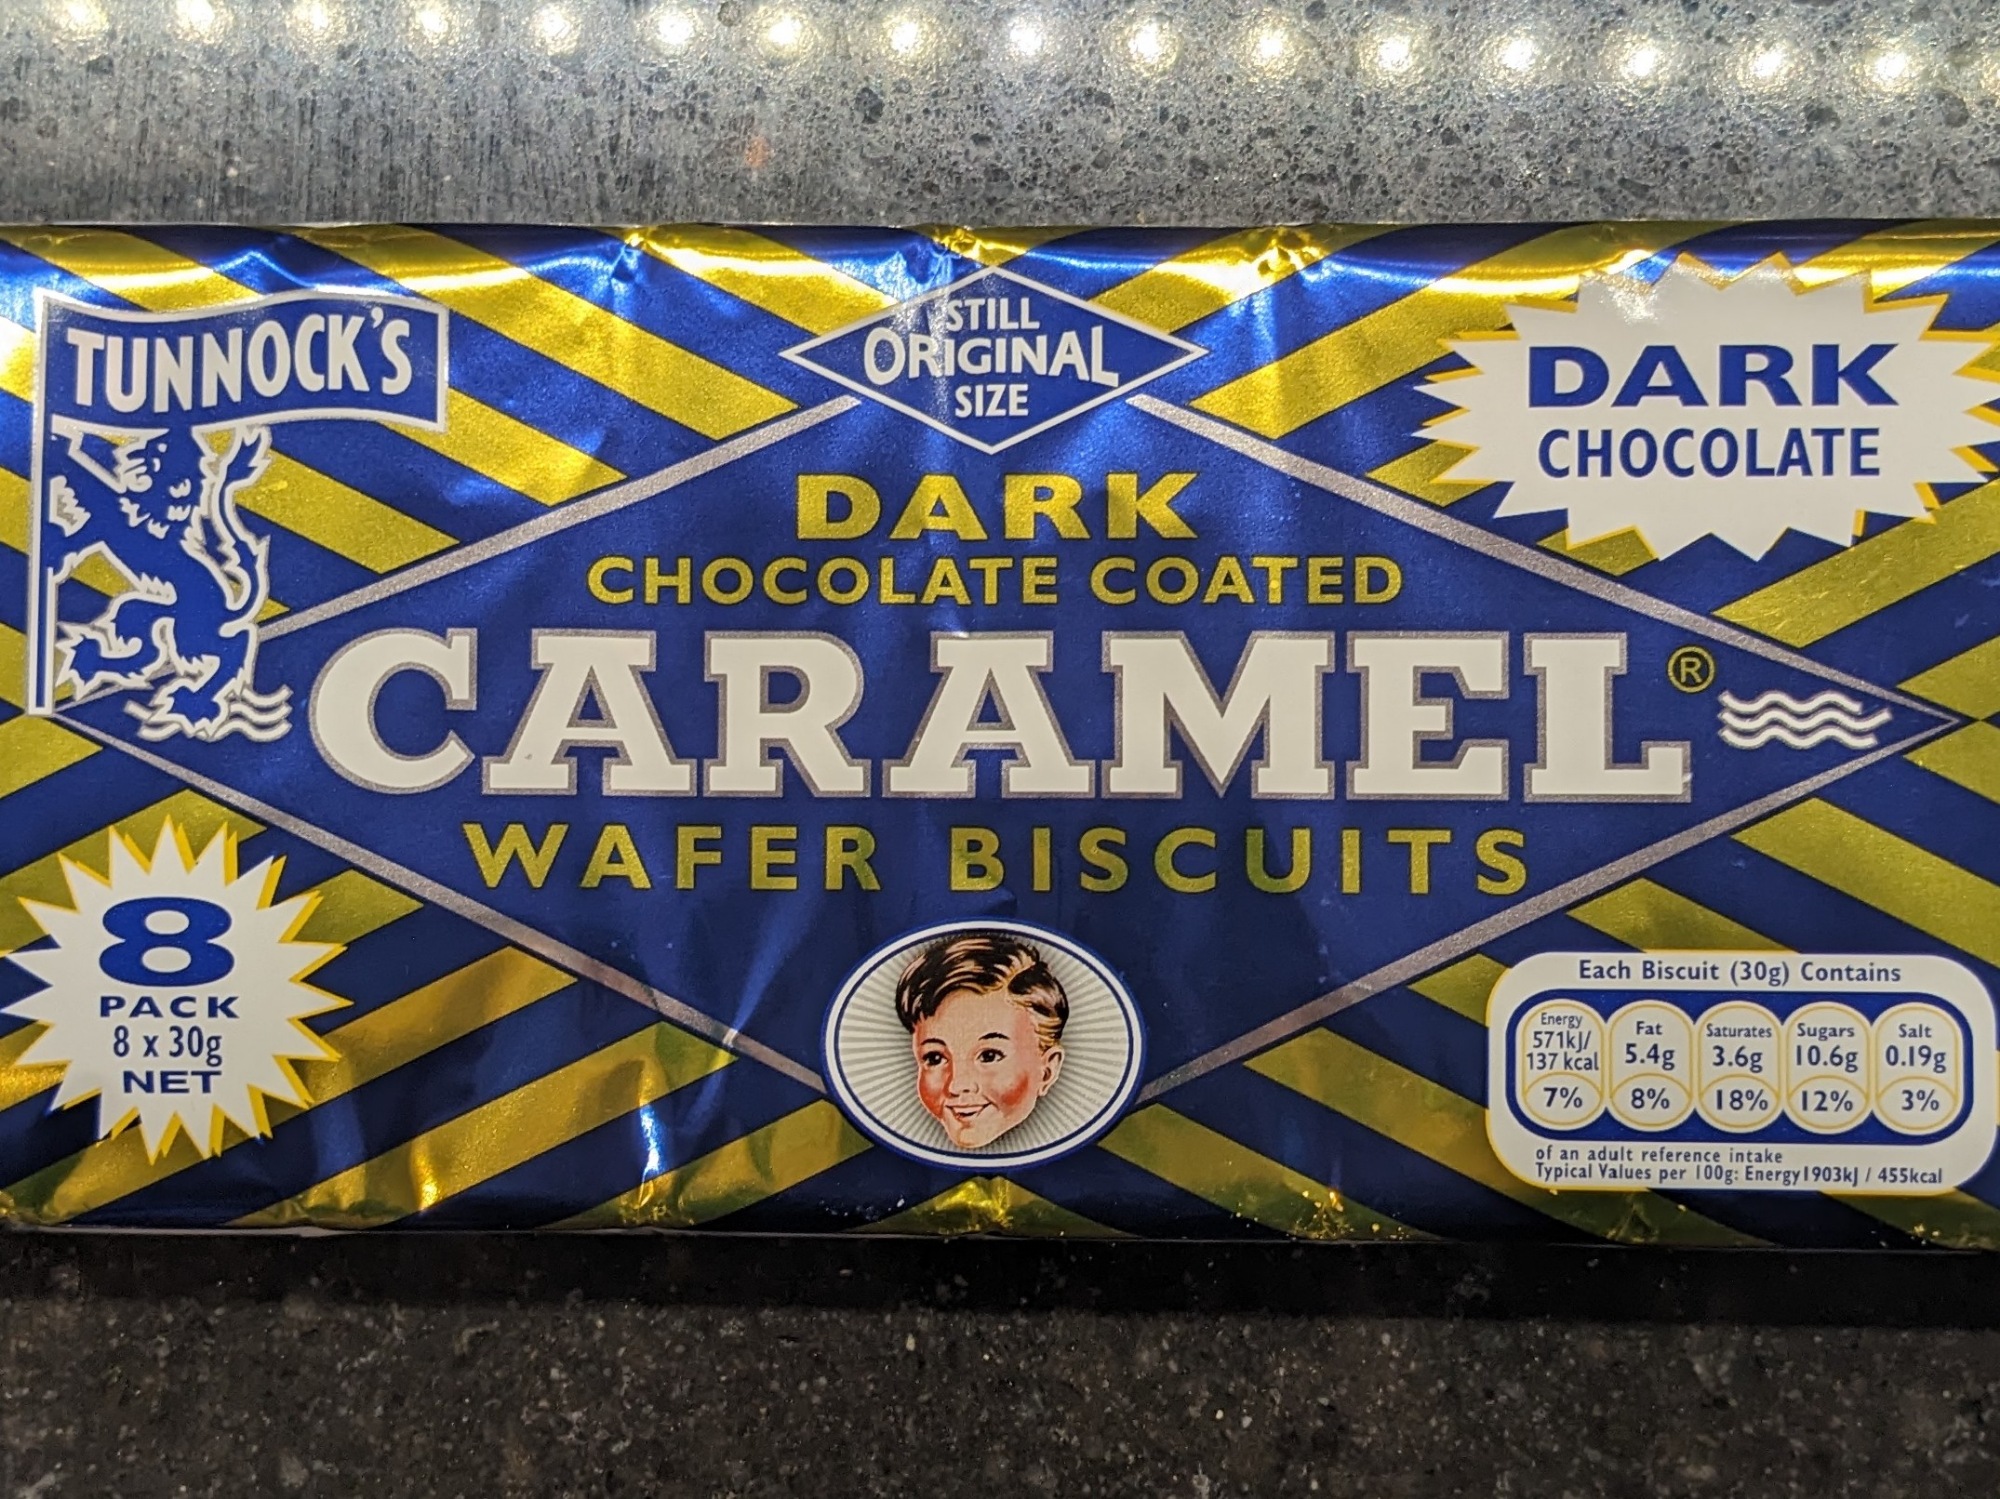 TUNNOCK'S
STILL
ORIGINAL
SIZE
DARK
CHOCOLATE
DARK
CHOCOLATE COATED
CARAMEL®
WAFER BISCUITS
8
PACK
8 x 30g
NET
Each Biscuit (30g) Contains
Energy Fat Saturates Sugars Salt
571kJ/
137 kcal 5.4g 3.6g 10.6g 0.19g
7% 8% 18% 12% 3%
of an adult reference intake
Typical Values per 100g: Energy1903kJ / 455kcal